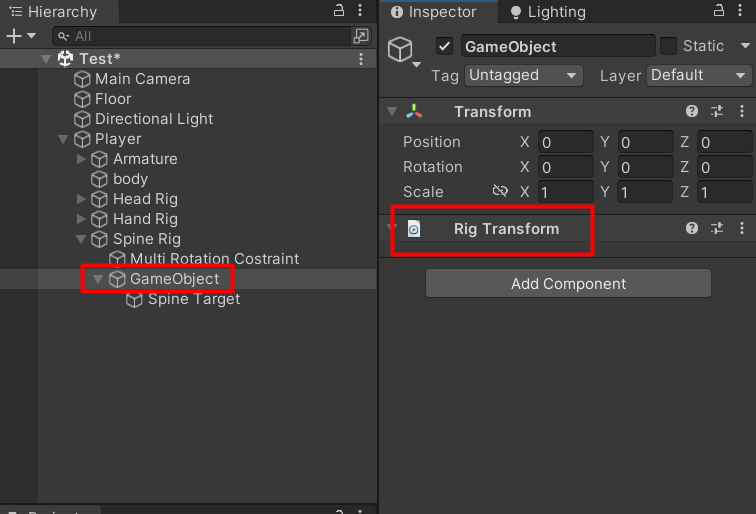 Hierarchy
All
Test*
Main Camera
Floor
Directional Light
Player
Armature
body
Head Rig
Hand Rig
Spine Rig
Multi Rotation Costraint
GameObject
Spine Target
Inspector
Lighting
GameObject
Static
Tag Untagged Layer Default
Transform
Position X 0 Y 0 Z 0
Rotation X 0 Y 0 Z 0
Scale X 1 Y 1 Z 1
Rig Transform
Add Component